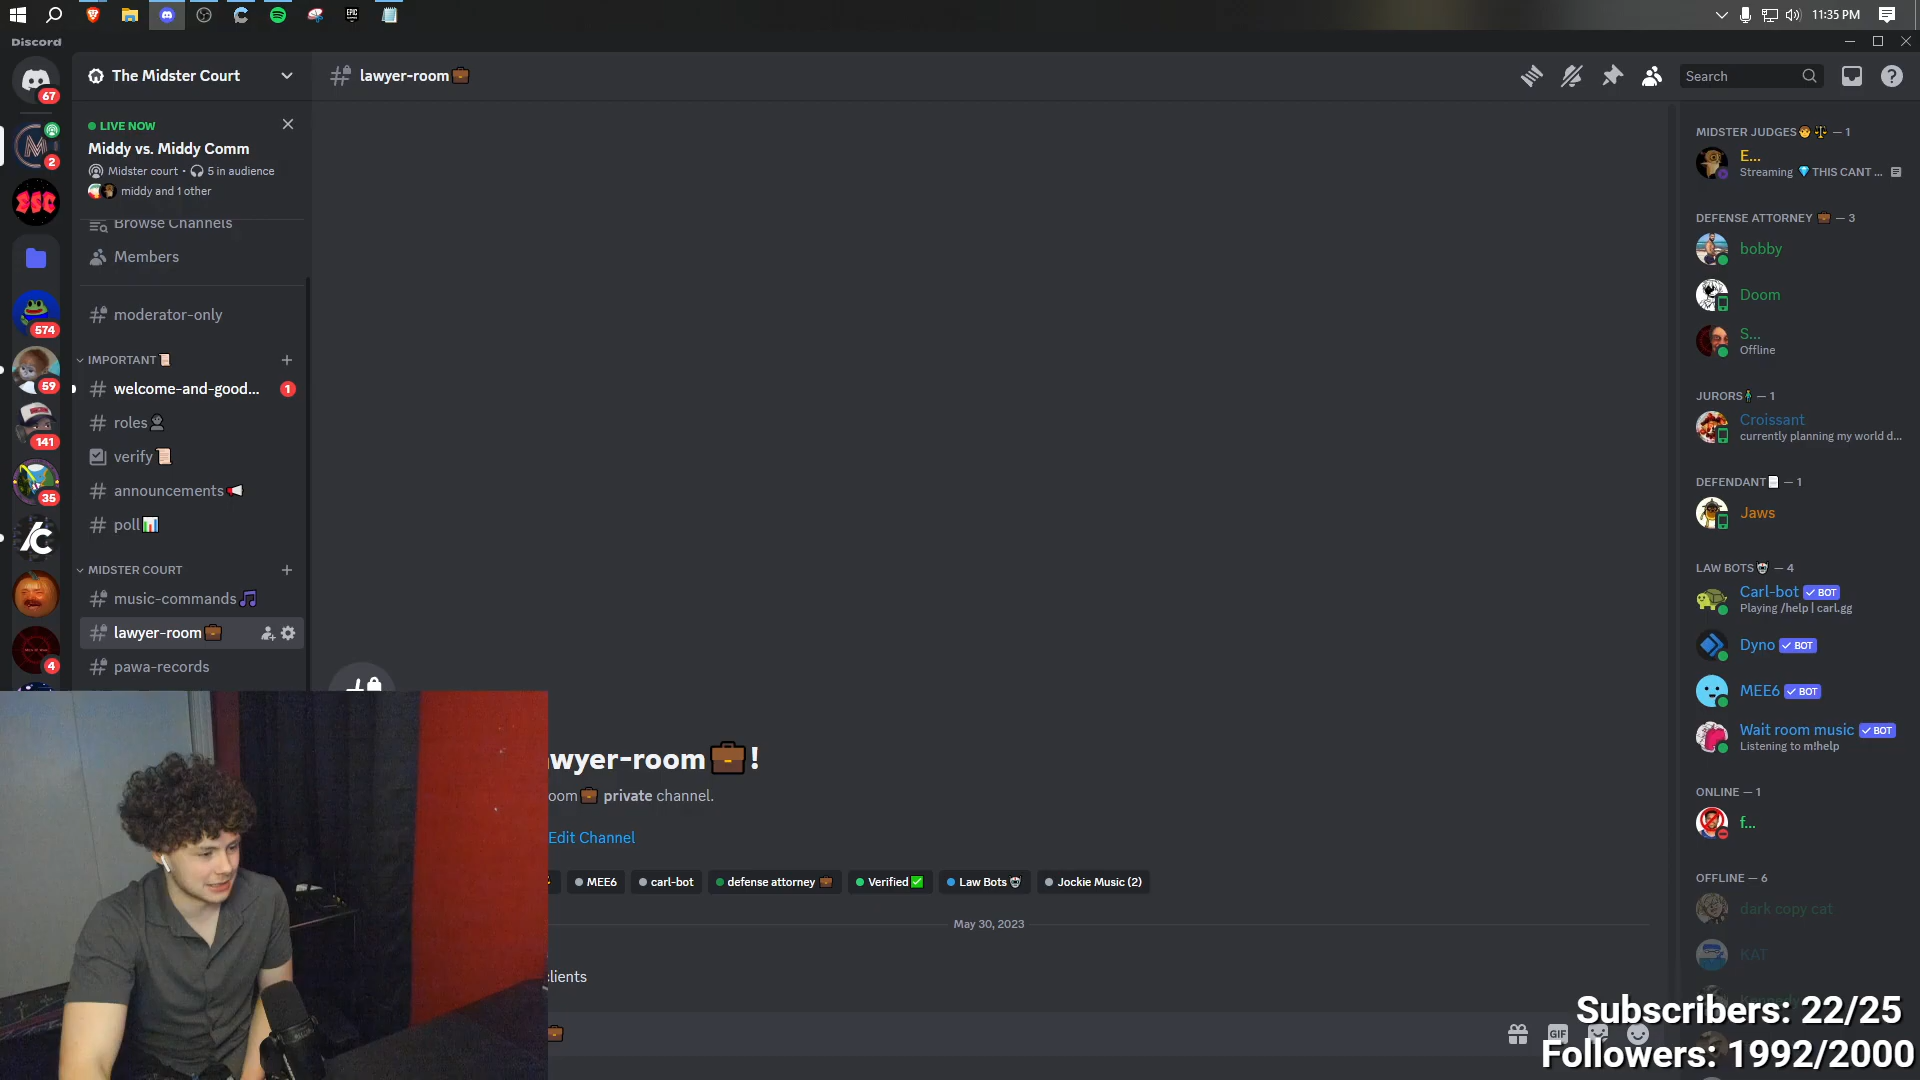 11:35 PM
Discord
67
The Midster Court
lawyer-room💼
Search
LIVE NOW
Middy vs. Middy Comm
Midster court • 5 in audience
middy and 1 other
2
Browse Channels
Members
moderator-only
574
IMPORTANT📜
59
welcome-and-good...
1
roles👤
141
verify📜
announcements📢
35
poll📊
MIDSTER COURT
music-commands🎵
lawyer-room💼
4
pawa-records
wyer-room💼!
oom💼 private channel.
Edit Channel
MEE6
carl-bot
defense attorney 💼
Verified ✅
Law Bots
Jockie Music (2)
May 30, 2023
clients
MIDSTER JUDGES🧑‍⚖️ — 1
E...
Streaming 💎THIS CANT ...
DEFENSE ATTORNEY 💼 — 3
bobby
Doom
S...
Offline
JURORS🧍 — 1
Croissant
currently planning my world d...
DEFENDANT📄 — 1
Jaws
LAW BOTS — 4
Carl-bot ✓ BOT
Playing /help | carl.gg
Dyno ✓ BOT
MEE6 ✓ BOT
Wait room music ✓ BOT
Listening to m!help
ONLINE — 1
f...
OFFLINE — 6
dark copy cat
KAT
GIF
Subscribers: 22/25
Followers: 1992/2000